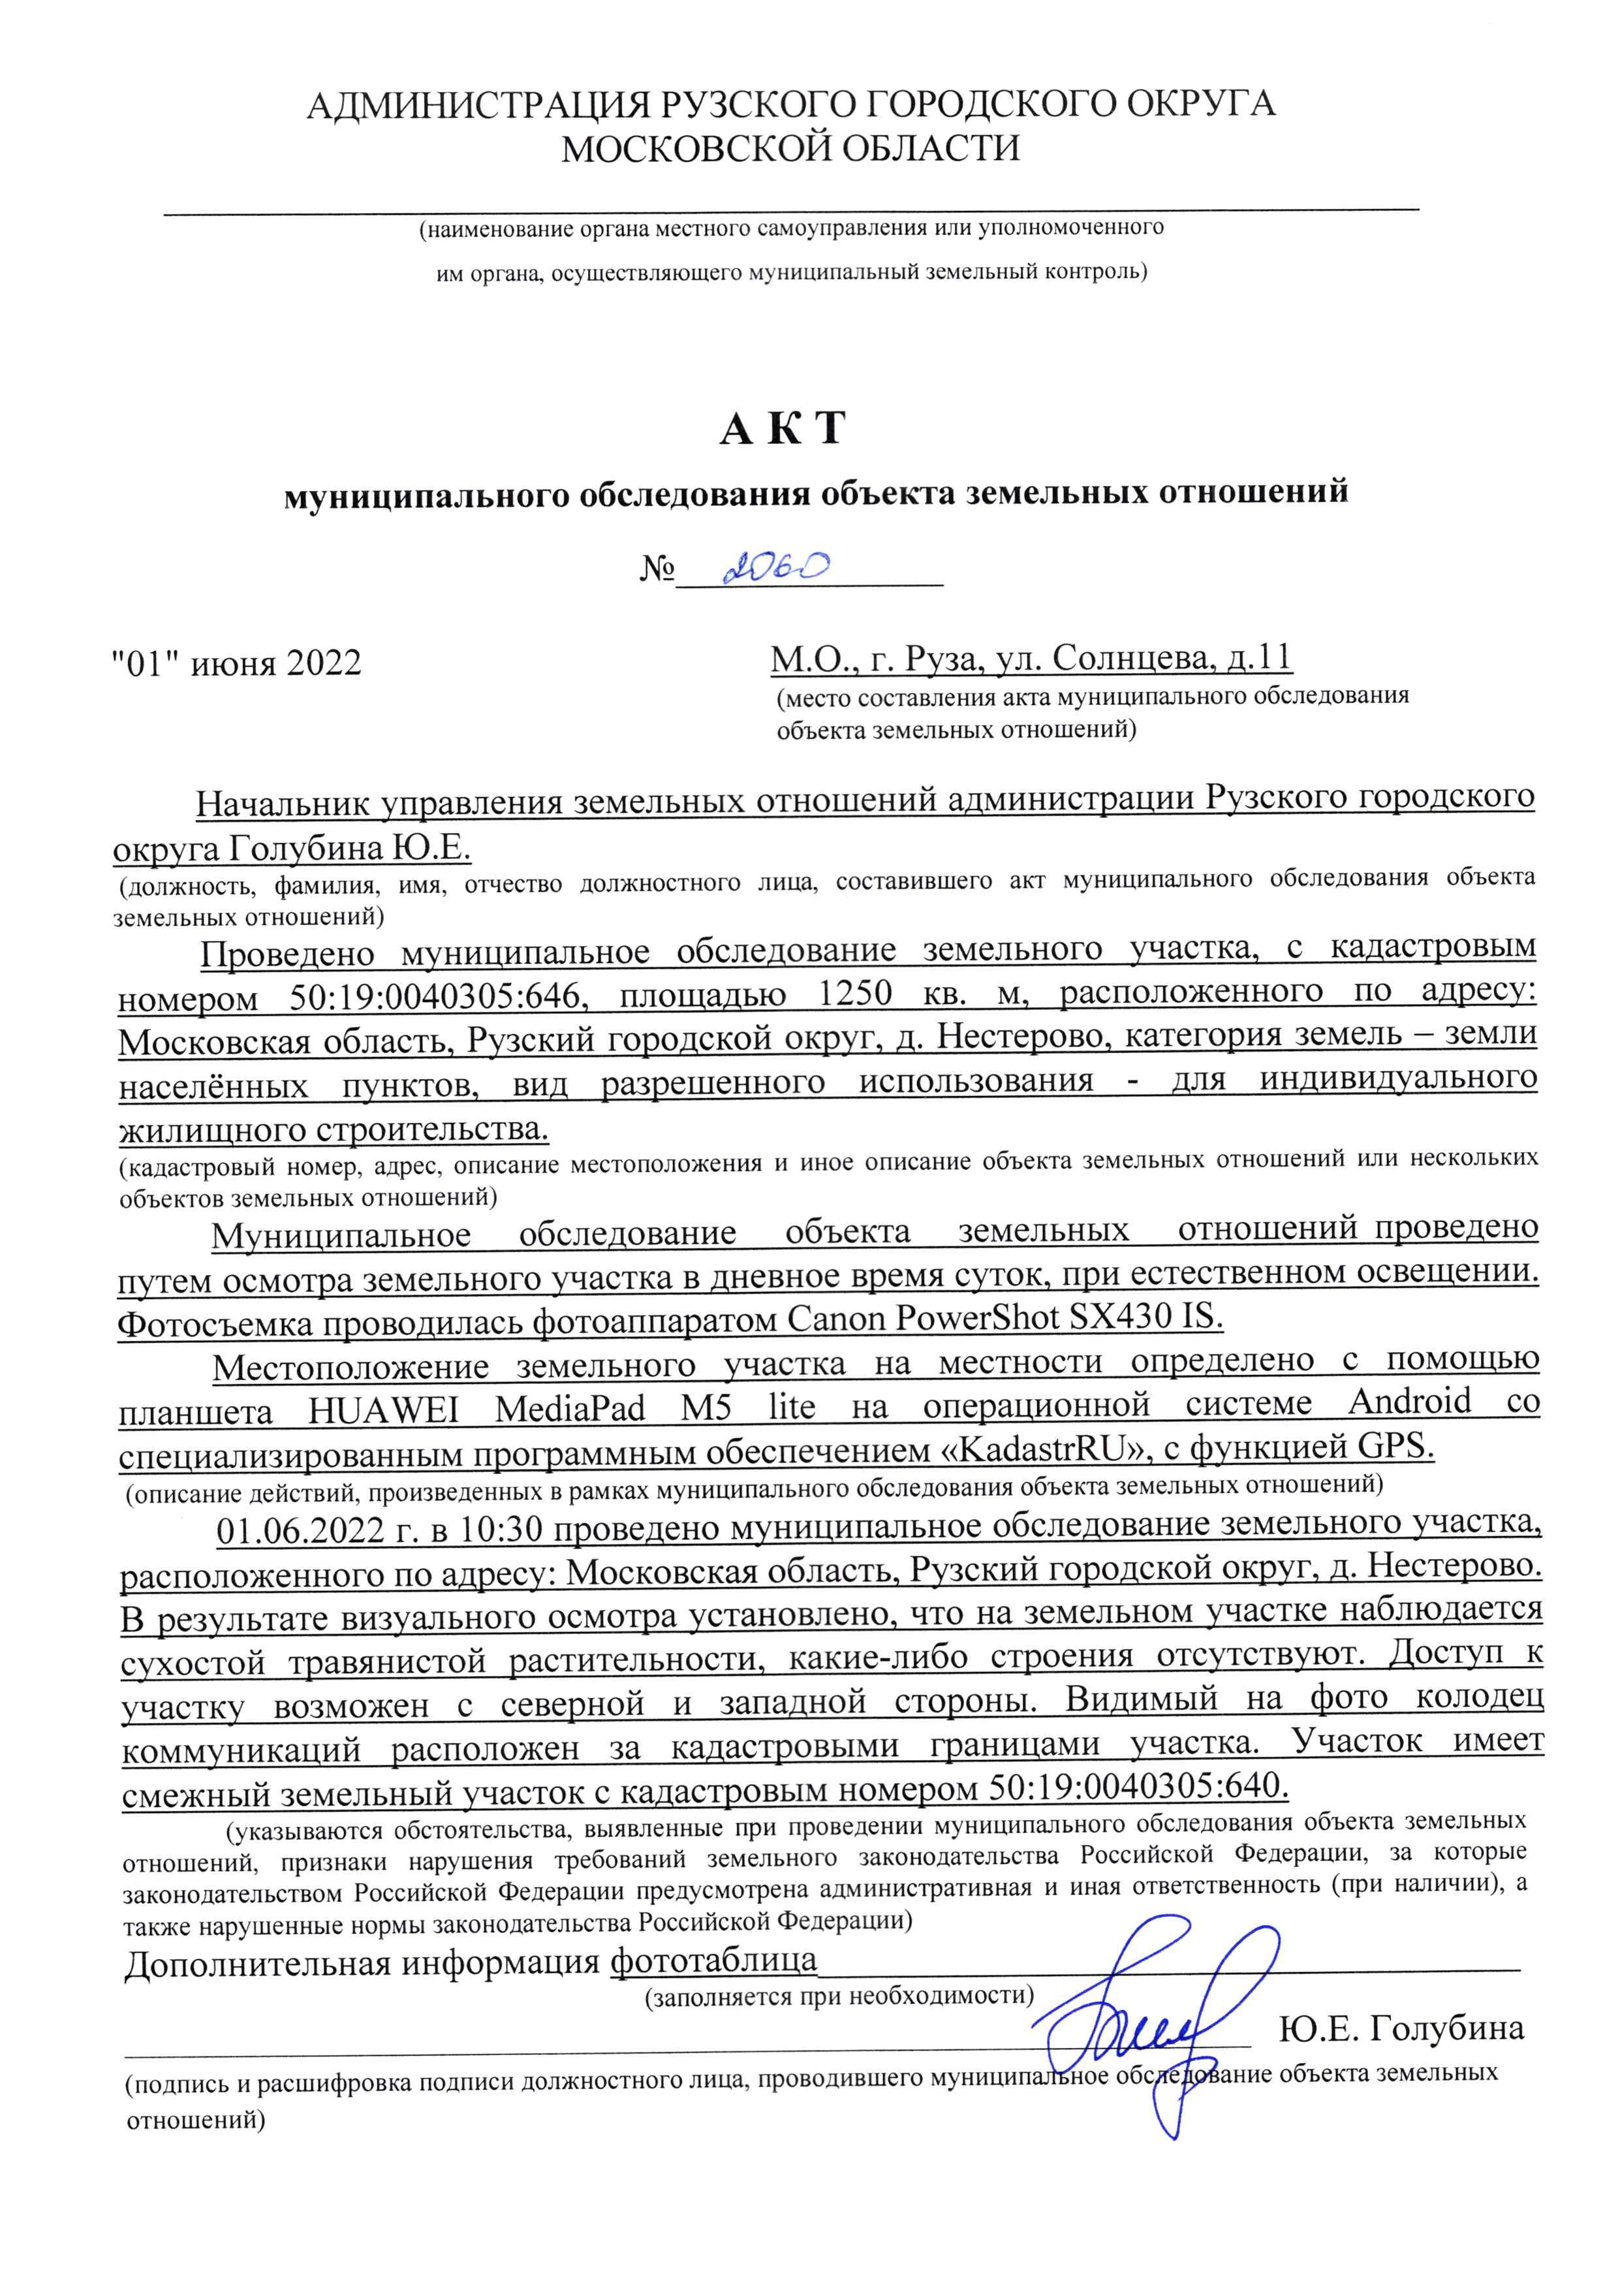 АДМИНИСТРАЦИЯ РУЗСКОГО ГОРОДСКОГО ОКРУГА
МОСКОВСКОЙ ОБЛАСТИ
(наименование органа местного самоуправления или уполномоченного
им органа, осуществляющего муниципальный земельный контроль)
А К Т
муниципального обследования объекта земельных отношений
№ 2060
"01" июня 2022
М.О., г. Руза, ул. Солнцева, д.11
(место составления акта муниципального обследования
объекта земельных отношений)
Начальник управления земельных отношений администрации Рузского городского
округа Голубина Ю.Е.
(должность, фамилия, имя, отчество должностного лица, составившего акт муниципального обследования объекта
земельных отношений)
Проведено муниципальное обследование земельного участка, с кадастровым
номером 50:19:0040305:646, площадью 1250 кв. м, расположенного по адресу:
Московская область, Рузский городской округ, д. Нестерово, категория земель – земли
населённых пунктов, вид разрешенного использования - для индивидуального
жилищного строительства.
(кадастровый номер, адрес, описание местоположения и иное описание объекта земельных отношений или нескольких
объектов земельных отношений)
Муниципальное обследование объекта земельных отношений проведено
путем осмотра земельного участка в дневное время суток, при естественном освещении.
Фотосъемка проводилась фотоаппаратом Canon PowerShot SX430 IS.
Местоположение земельного участка на местности определено с помощью
планшета HUAWEI MediaPad M5 lite на операционной системе Android со
специализированным программным обеспечением «KadastrRU», с функцией GPS.
(описание действий, произведенных в рамках муниципального обследования объекта земельных отношений)
01.06.2022 г. в 10:30 проведено муниципальное обследование земельного участка,
расположенного по адресу: Московская область, Рузский городской округ, д. Нестерово.
В результате визуального осмотра установлено, что на земельном участке наблюдается
сухостой травянистой растительности, какие-либо строения отсутствуют. Доступ к
участку возможен с северной и западной стороны. Видимый на фото колодец
коммуникаций расположен за кадастровыми границами участка. Участок имеет
смежный земельный участок с кадастровым номером 50:19:0040305:640.
(указываются обстоятельства, выявленные при проведении муниципального обследования объекта земельных
отношений, признаки нарушения требований земельного законодательства Российской Федерации, за которые
законодательством Российской Федерации предусмотрена административная и иная ответственность (при наличии), а
также нарушенные нормы законодательства Российской Федерации)
Дополнительная информация фототаблица
(заполняется при необходимости)
Ю.Е. Голубина
(подпись и расшифровка подписи должностного лица, проводившего муниципальное обследование объекта земельных
отношений)